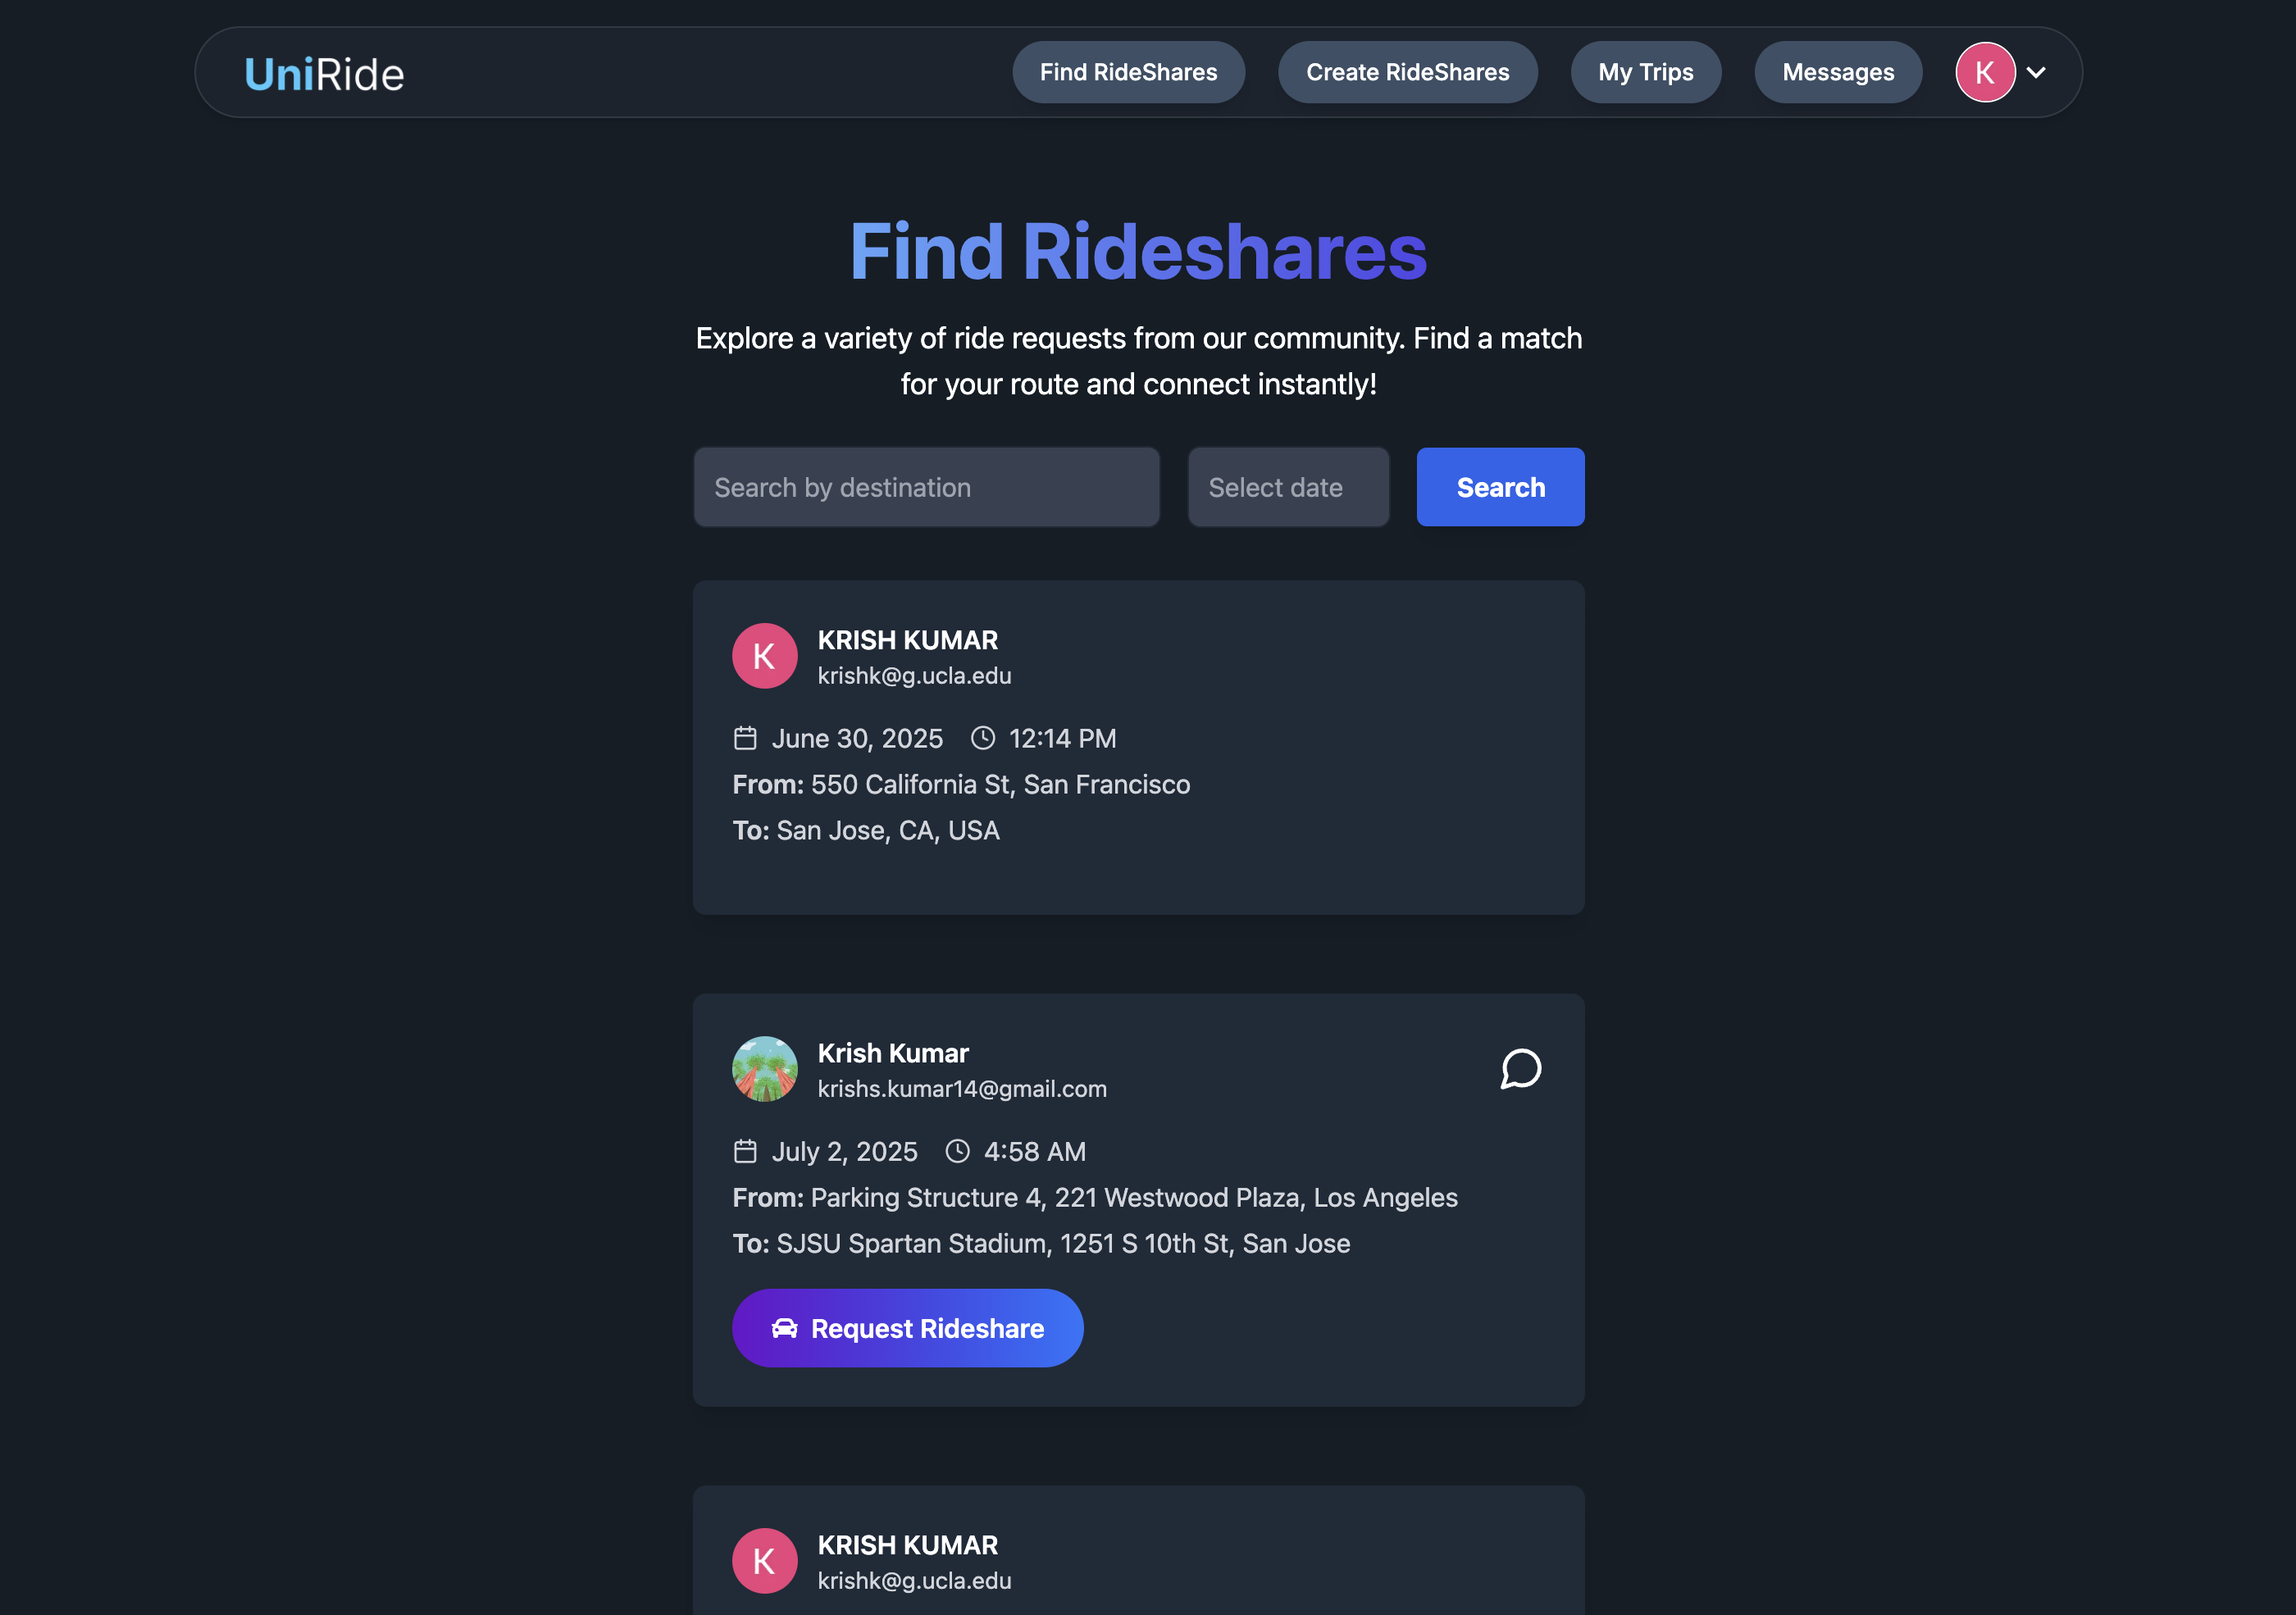 UniRide
Find RideShares
Create RideShares
My Trips
Messages
K
Find Rideshares
Explore a variety of ride requests from our community. Find a match
for your route and connect instantly!
Search by destination
Select date
Search
K
KRISH KUMAR
krishk@g.ucla.edu
June 30, 2025 12:14 PM
From: 550 California St, San Francisco
To: San Jose, CA, USA
Krish Kumar
krishs.kumar14@gmail.com
July 2, 2025 4:58 AM
From: Parking Structure 4, 221 Westwood Plaza, Los Angeles
To: SJSU Spartan Stadium, 1251 S 10th St, San Jose
Request Rideshare
K
KRISH KUMAR
krishk@g.ucla.edu